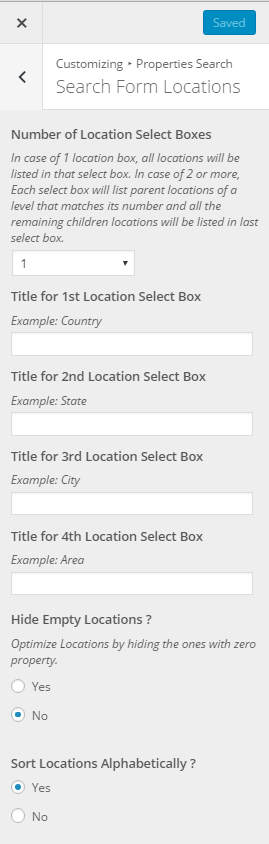 Saved
Customizing ▸ Properties Search
Search Form Locations
Number of Location Select Boxes
In case of 1 location box, all locations will be
listed in that select box. In case of 2 or more,
Each select box will list parent locations of a
level that matches its number and all the
remaining children locations will be listed in last
select box.
1
Title for 1st Location Select Box
Example: Country
Title for 2nd Location Select Box
Example: State
Title for 3rd Location Select Box
Example: City
Title for 4th Location Select Box
Example: Area
Hide Empty Locations ?
Optimize Locations by hiding the ones with zero
property.
Yes
No
Sort Locations Alphabetically ?
Yes
No